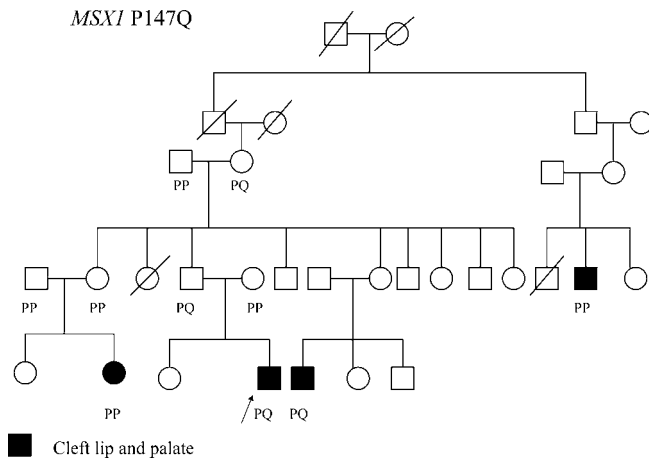 MSX1 P147Q
PP PQ
PP PP PQ PP PP
PP PQ PQ
Cleft lip and palate